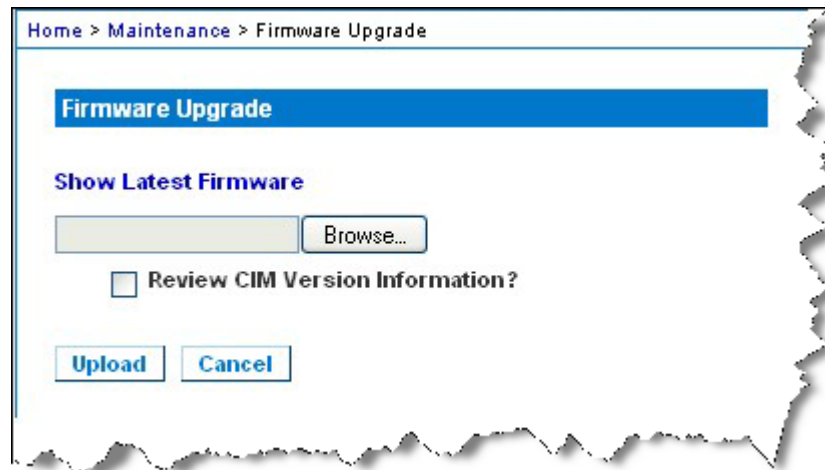 Home > Maintenance > Firmware Upgrade
Firmware Upgrade
Show Latest Firmware
Browse...
Review CIM Version Information?
Upload Cancel